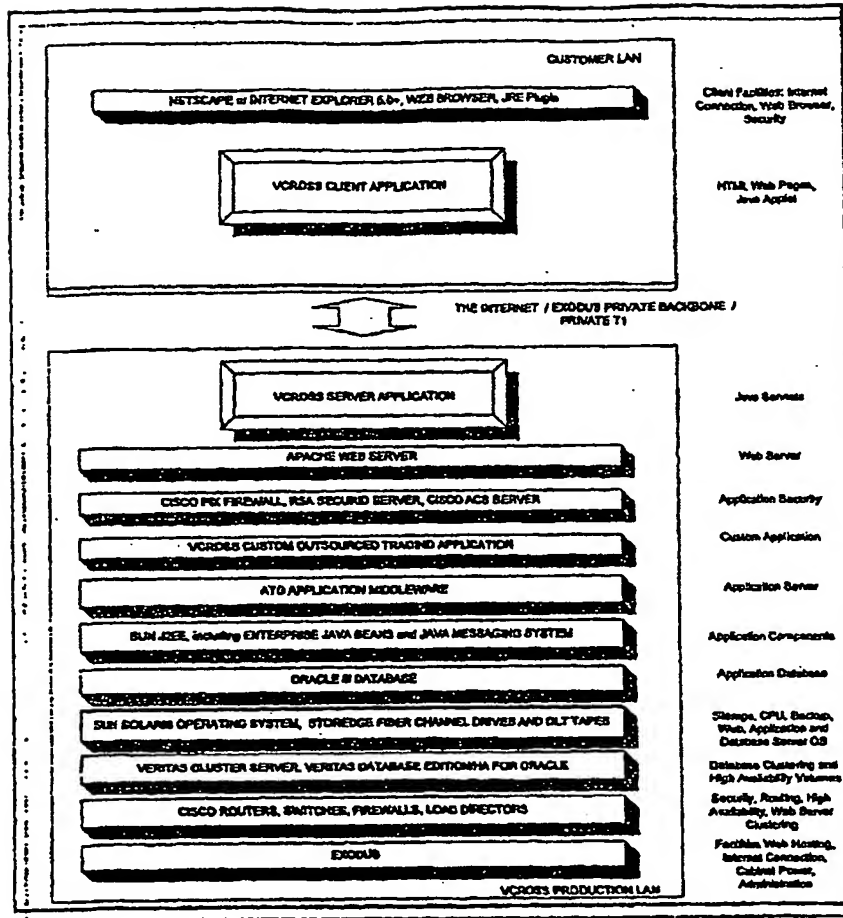 CUSTOMER LAN
NETSCAPE or INTERNET EXPLORER 5.0+, WEB BROWSER, JRE Plugin
Client Facilities: Internet
Connection, Web Browser,
Security
VCROSS CLIENT APPLICATION
HTML, Web Pages,
Java Applet
THE INTERNET / EXODUS PRIVATE BACKBONE /
PRIVATE T1
VCROSS SERVER APPLICATION
Java Servlets
APACHE WEB SERVER
Web Server
CISCO PIX FIREWALL, RSA SECURID SERVER, CISCO ACS SERVER
Application Security
VCROSS CUSTOM OUTSOURCED TRADING APPLICATION
Custom Application
ATG APPLICATION MIDDLEWARE
Application Server
SUN J2EE, including ENTERPRISE JAVA BEANS and JAVA MESSAGING SYSTEM
Application Components
ORACLE 8i DATABASE
Application Database
SUN SOLARIS OPERATING SYSTEM, STOREDGE FIBER CHANNEL DRIVES AND DLT TAPES
Storage, CPU, Backup,
Web, Application and
Database Server OS
VERITAS CLUSTER SERVER, VERITAS DATABASE EDITION/HA FOR ORACLE
Database Clustering and
High Availability Volumes
CISCO ROUTERS, SWITCHES, FIREWALLS, LOAD DIRECTORS
Security, Routing, High
Availability, Web Server
Clustering
EXODUS
Facilities Web Hosting,
Internet Connection,
Cabinet Power,
Administration
VCROSS PRODUCTION LAN